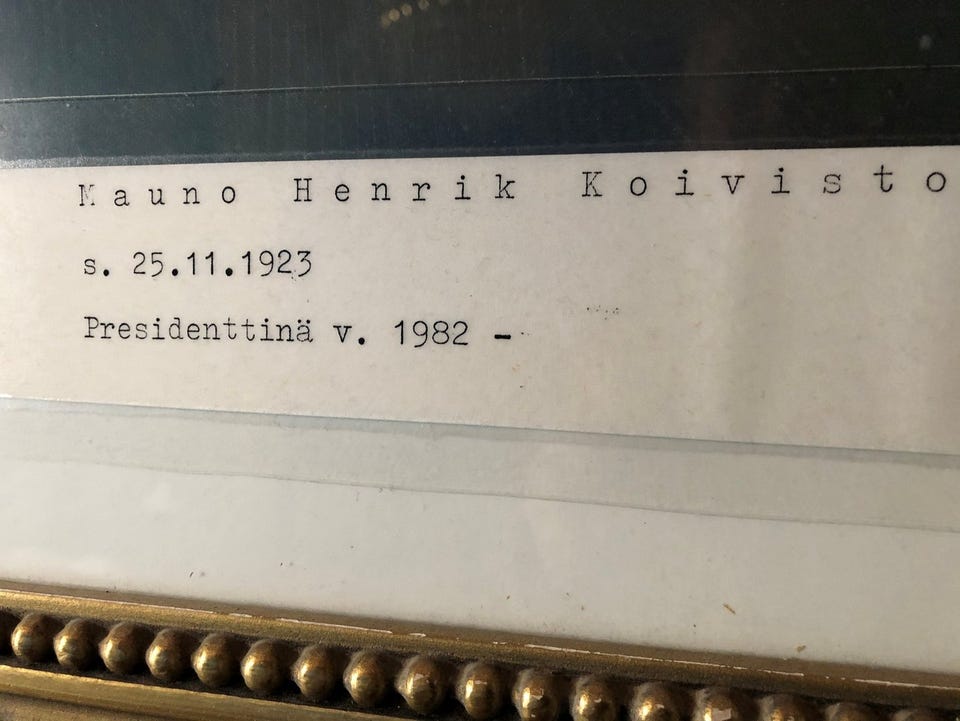 Mauno Henrik Koivisto
s. 25.11.1923
Presidenttinä v. 1982 -